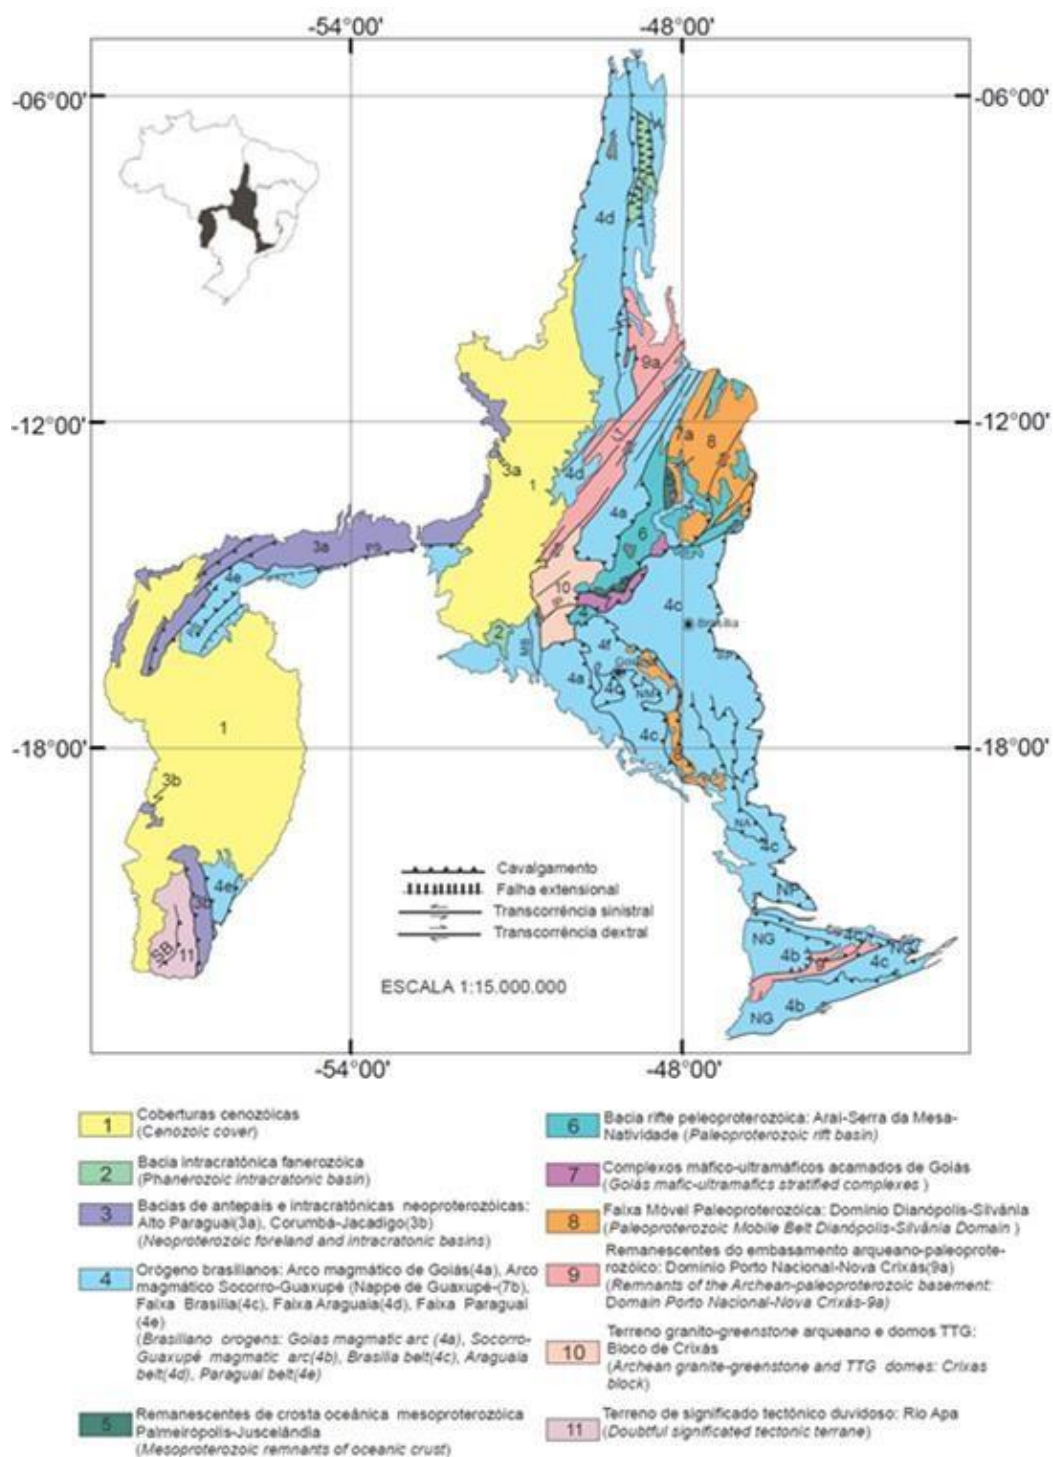 -54°00'
-48°00'
-06°00'
-06°00'
4d
9a
-12°00'
-12°00'
7a
8
3a
1
4d
4a
6
3a
4e
10
4c
Brasília
2
MB
4f
4a
4c
NM
4c
1
-18°00'
-18°00'
3b
NA
4c
4e
3b
NP
SB
11
NG
4b
4c
NG
4b
Cavalgamento
Falha extensional
Transcorrência sinistral
Transcorrência dextral
ESCALA 1:15.000.000
-54°00'
-48°00'
1 Coberturas cenozóicas
(Cenozoic cover)
2 Bacia intracratônica fanerozóica
(Phanerozoic intracratonic basin)
3 Bacias de antepaís e intracratônicas neoproterozóicas:
Alto Paraguai(3a), Corumbá-Jacadigo(3b)
(Neoproterozoic foreland and intracratonic basins)
4 Orógeno brasilianos: Arco magmático de Goiás(4a), Arco
magmático Socorro-Guaxupé (Nappe de Guaxupé-(7b),
Faixa Brasília(4c), Faixa Araguaia(4d), Faixa Paraguai
(4e)
(Brasiliano orogens: Goias magmatic arc (4a), Socorro-
Guaxupé magmatic arc(4b), Brasilia belt(4c), Araguaia
belt(4d), Paraguai belt(4e)
5 Remanescentes de crosta oceânica mesoproterozóica
Palmeirópolis-Juscelândia
(Mesoproterozoic remnants of oceanic crust)
6 Bacia rifte peleoproterozóica: Araí-Serra da Mesa-
Natividade (Paleoproterozoic rift basin)
7 Complexos máfico-ultramáficos acamados de Goiás
(Goiás mafic-ultramafics stratified complexes )
8 Faixa Móvel Paleoproterozóica: Domínio Dianópolis-Silvânia
(Paleoproterozoic Mobile Belt Dianópolis-Silvânia Domain )
9 Remanescentes do embasamento arqueano-paleoprote-
rozóico: Domínio Porto Nacional-Nova Crixás(9a)
(Remnants of the Archean-paleoproterozoic basement:
Domain Porto Nacional-Nova Crixás-9a)
10 Terreno granito-greenstone arqueano e domos TTG:
Bloco de Crixás
(Archean granite-greenstone and TTG domes: Crixas
block)
11 Terreno de significado tectônico duvidoso: Rio Apa
(Doubtful significated tectonic terrane)